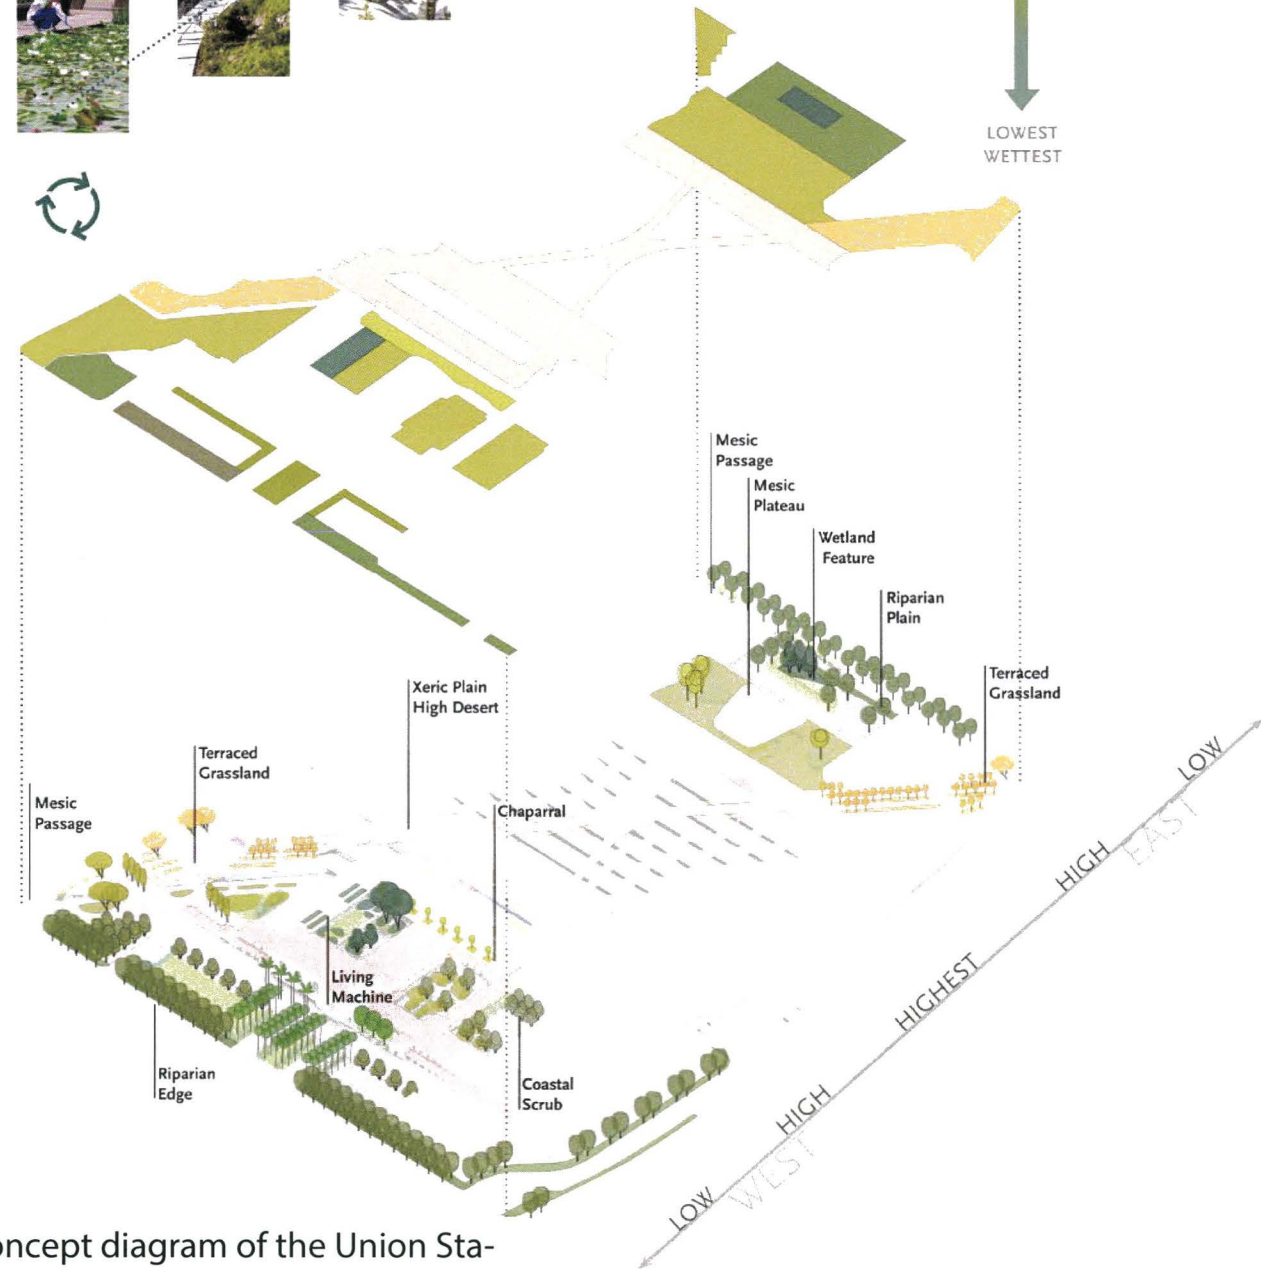 LOWEST
WETTEST
Mesic
Passage
Mesic
Plateau
Wetland
Feature
Riparian
Plain
Terraced
Grassland
Xeric Plain
High Desert
Terraced
Grassland
Mesic
Passage
Chaparral
Living
Machine
Riparian
Edge
Coastal
Scrub
LOW
EAST
HIGH
HIGHEST
HIGH
WEST
LOW
oncept diagram of the Union Sta-